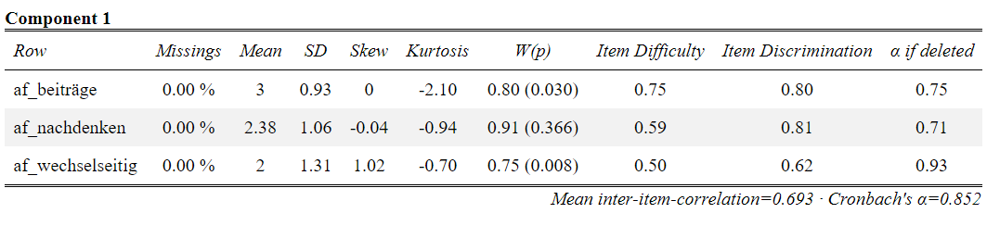 Component 1
Row Missings Mean SD Skew Kurtosis W(p) Item Difficulty Item Discrimination α if deleted
af_beiträge 0.00 % 3 0.93 0 -2.10 0.80 (0.030) 0.75 0.80 0.75
af_nachdenken 0.00 % 2.38 1.06 -0.04 -0.94 0.91 (0.366) 0.59 0.81 0.71
af_wechselseitig 0.00 % 2 1.31 1.02 -0.70 0.75 (0.008) 0.50 0.62 0.93
Mean inter-item-correlation=0.693 · Cronbach's α=0.852